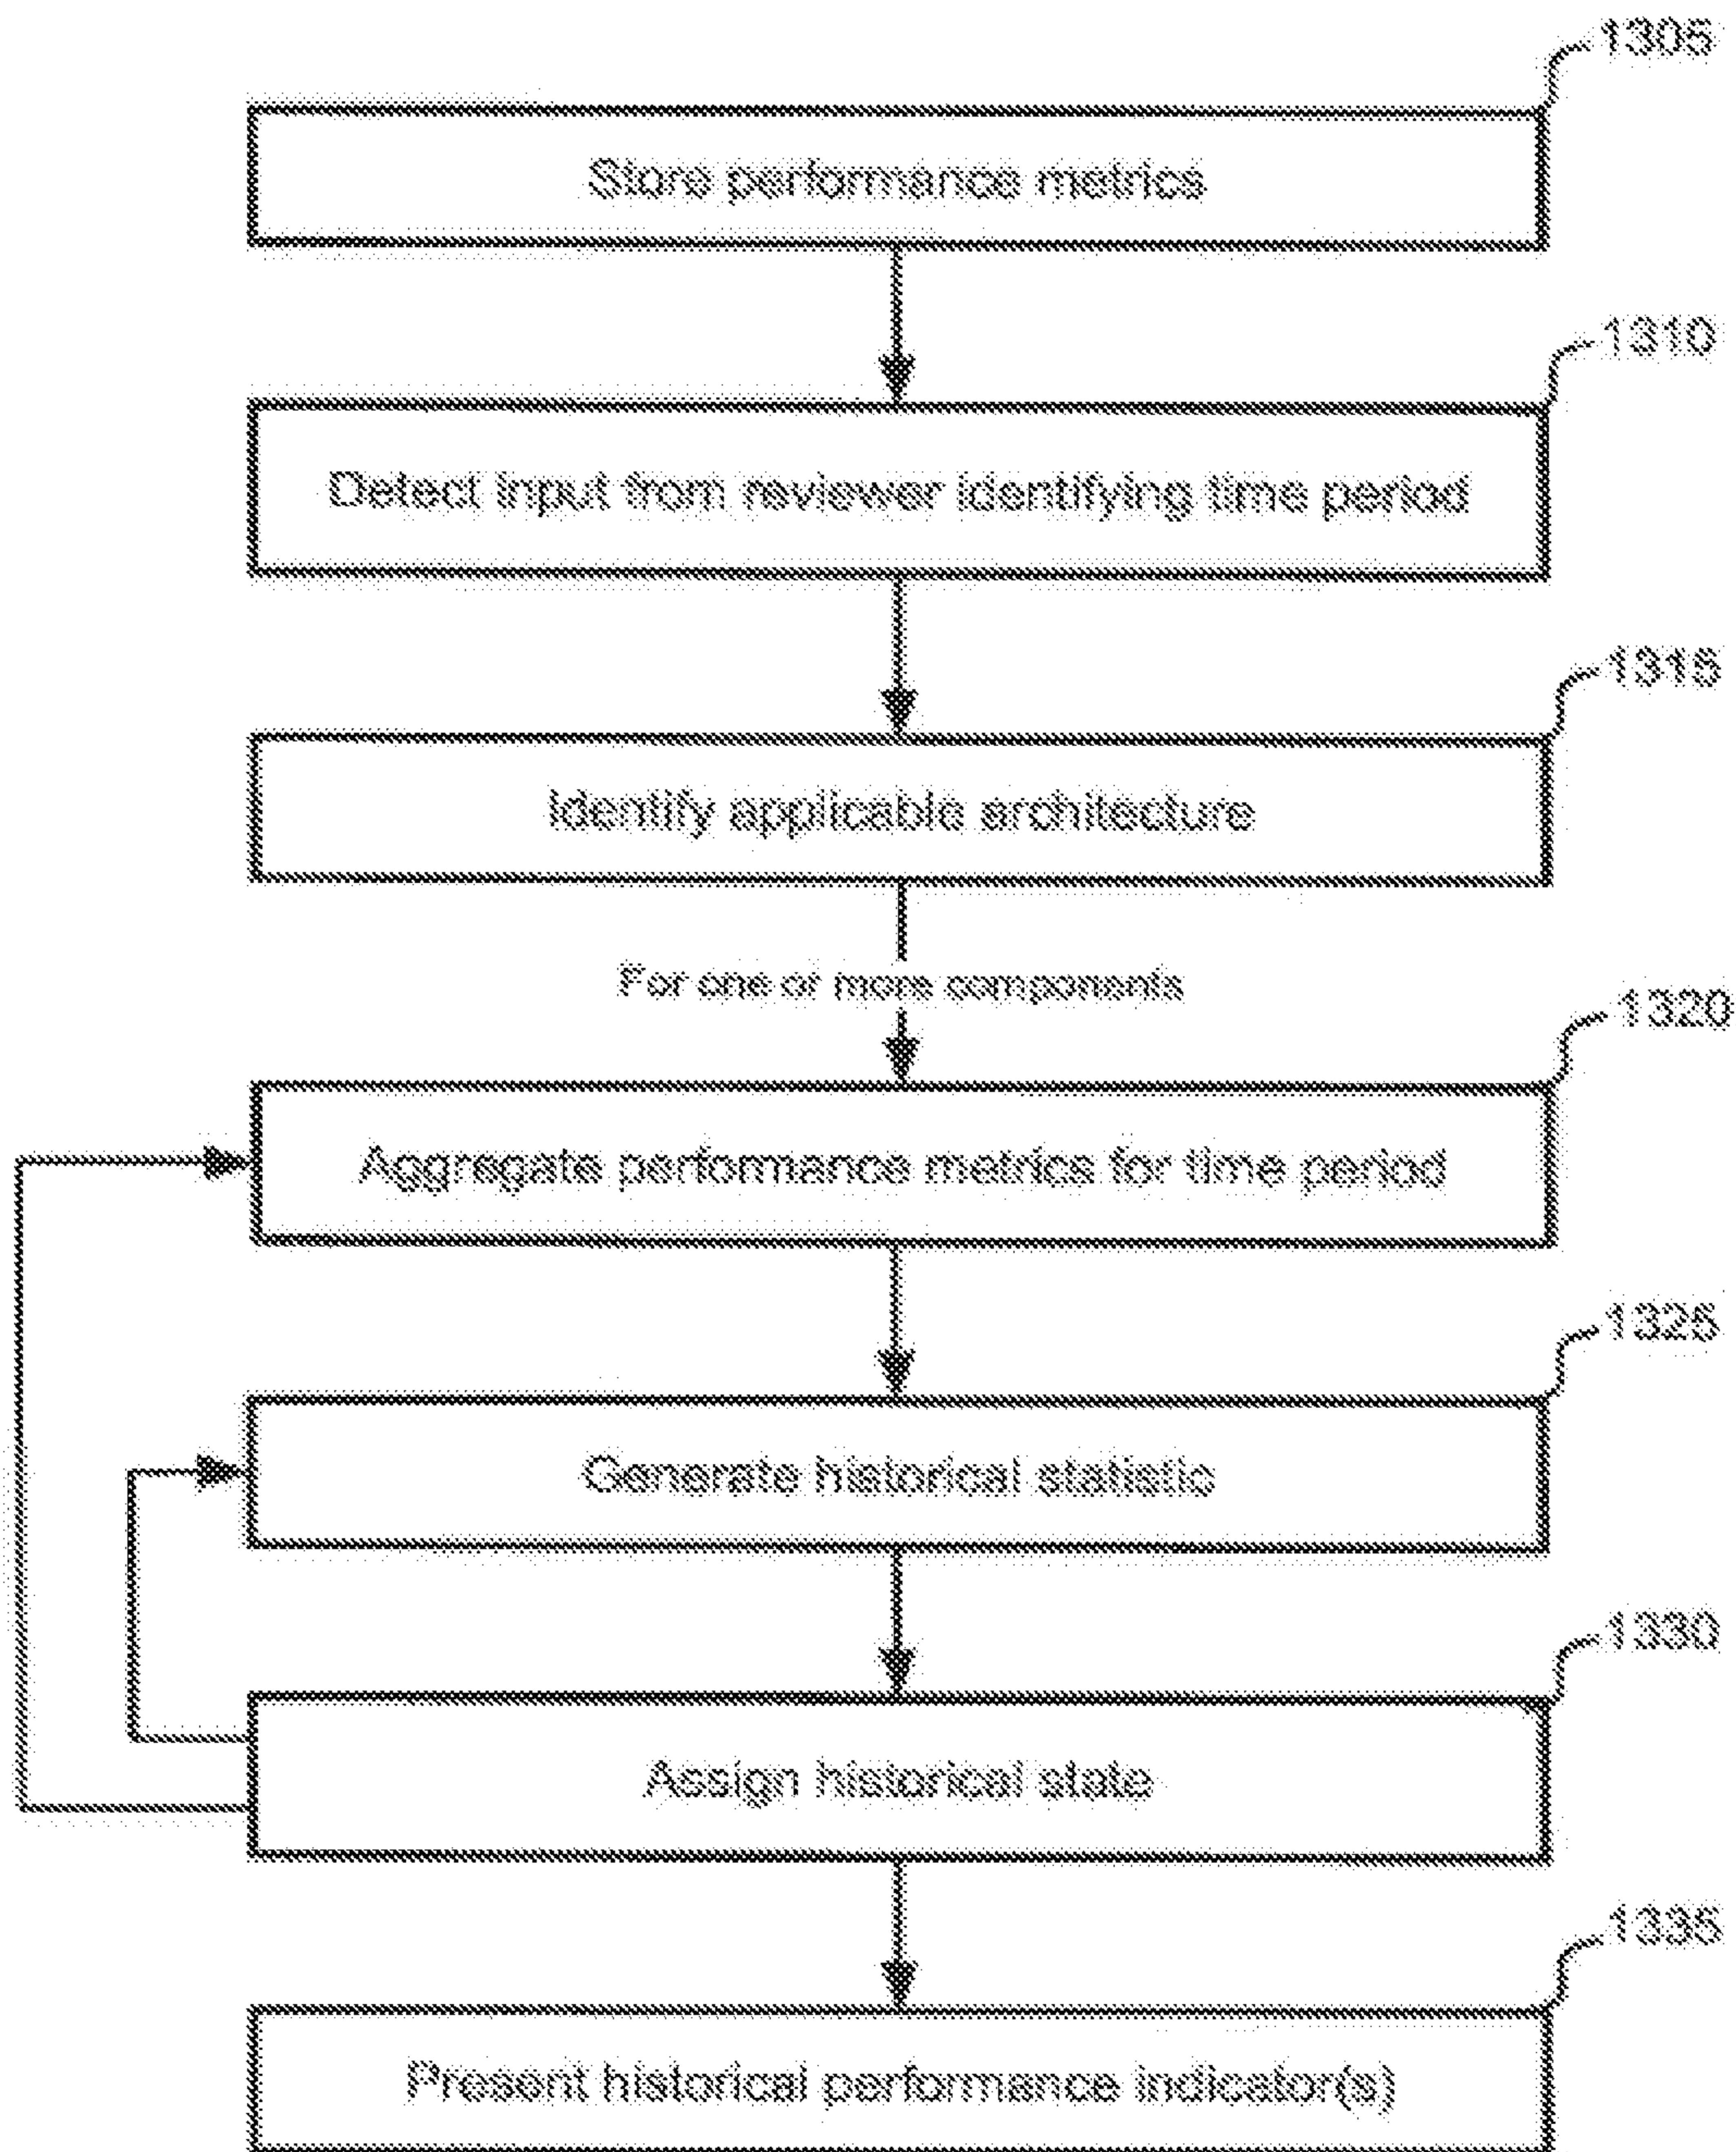 1305
Store performance metrics
1310
Detect input from reviewer identifying time period
1315
Identify applicable architecture
For one or more components
1320
Aggregate performance metrics for time period
1325
Generate historical statistic
1330
Assign historical state
1335
Present historical performance indicator(s)